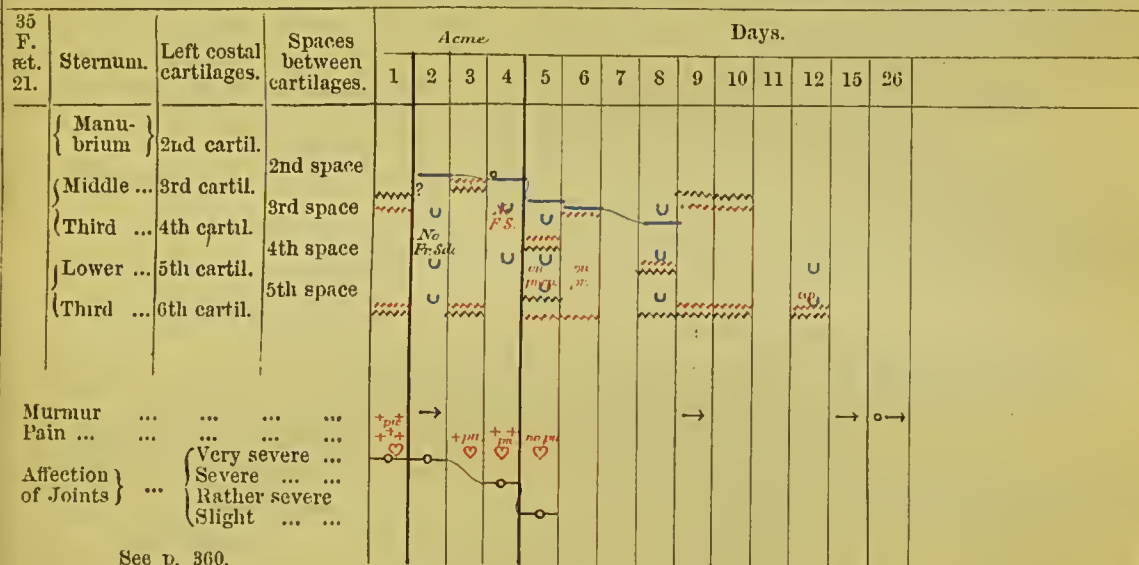 35
F.
æt.
21.
Sternum.
Left costal
cartilages.
Spaces
between
cartilages.
Acme
Days.
1 2 3 4 5 6 7 8 9 10 11 12 15 26
Manu-
brium
2nd cartil.
2nd space
Middle ... 3rd cartil.
?
3rd space
Third ... 4th cartil.
F.S.
No
Fr. Sd.
4th space
Lower ... 5th cartil.
5th space
Third ... 6th cartil.
Murmur ... ... ... ...
Pain ... ... ... ... ...
+ +
+ + +
+ pn
+ +
no pn
Affection
of Joints
...
Very severe ...
Severe ... ...
Rather severe
Slight ... ...
See p. 360.